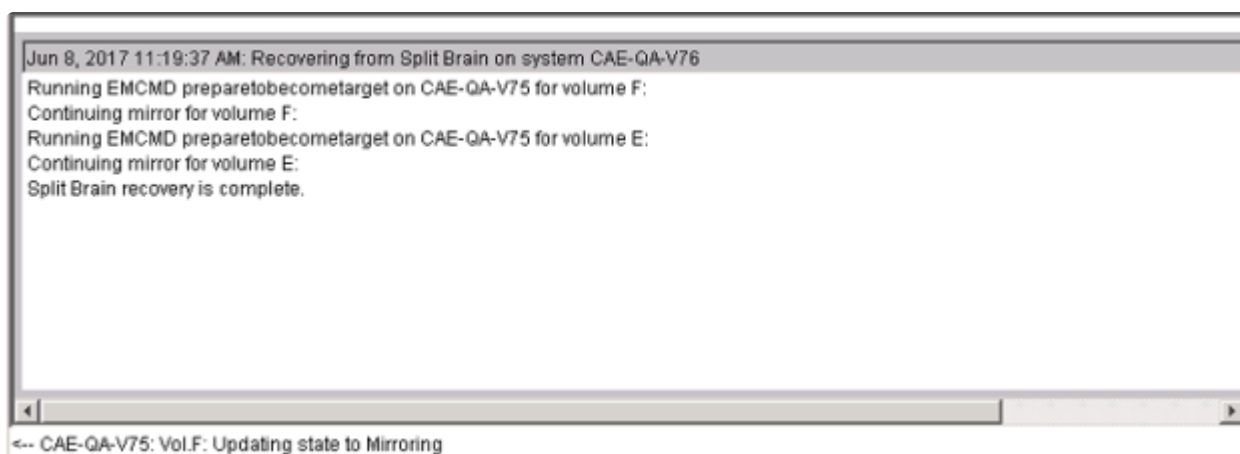 Jun 8, 2017 11:19:37 AM: Recovering from Split Brain on system CAE-QA-V76
Running EMCMD preparetobecometarget on CAE-QA-V75 for volume F:
Continuing mirror for volume F:
Running EMCMD preparetobecometarget on CAE-QA-V75 for volume E:
Continuing mirror for volume E:
Split Brain recovery is complete.
<-- CAE-QA-V75: Vol.F: Updating state to Mirroring